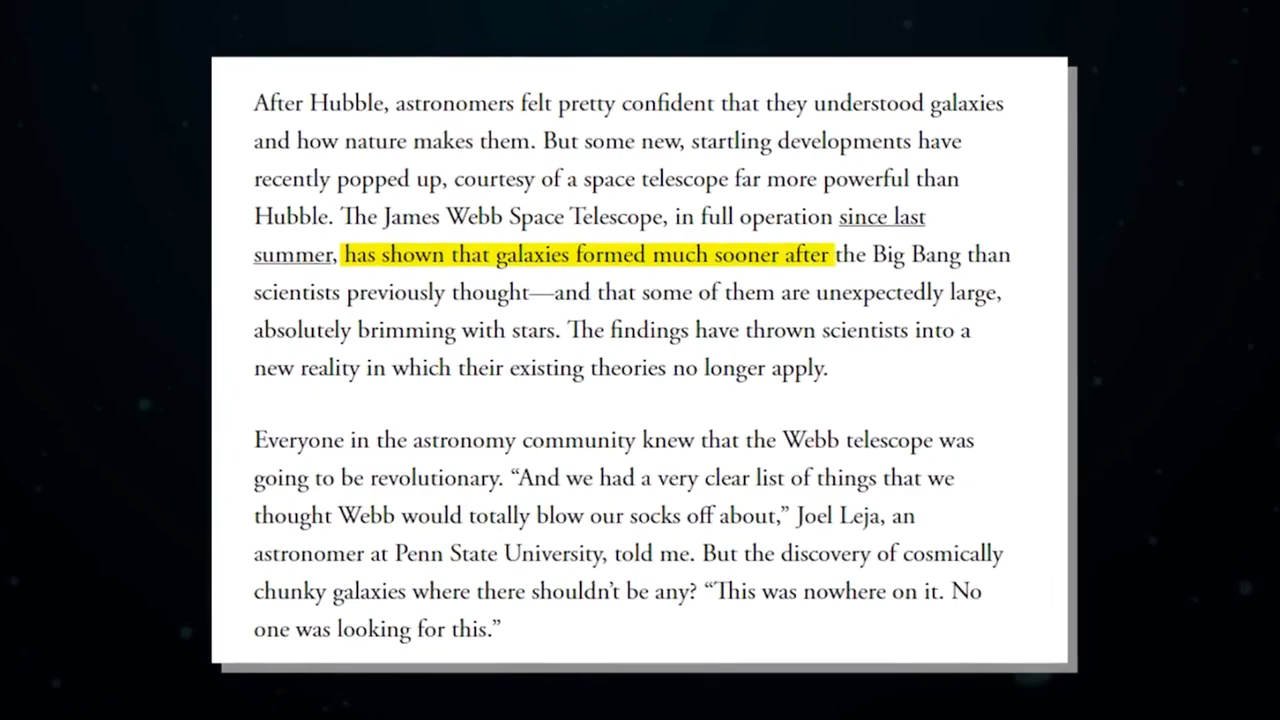 After Hubble, astronomers felt pretty confident that they understood galaxies
and how nature makes them. But some new, startling developments have
recently popped up, courtesy of a space telescope far more powerful than
Hubble. The James Webb Space Telescope, in full operation since last
summer, has shown that galaxies formed much sooner after the Big Bang than
scientists previously thought—and that some of them are unexpectedly large,
absolutely brimming with stars. The findings have thrown scientists into a
new reality in which their existing theories no longer apply.
Everyone in the astronomy community knew that the Webb telescope was
going to be revolutionary. “And we had a very clear list of things that we
thought Webb would totally blow our socks off about,” Joel Leja, an
astronomer at Penn State University, told me. But the discovery of cosmically
chunky galaxies where there shouldn’t be any? “This was nowhere on it. No
one was looking for this.”